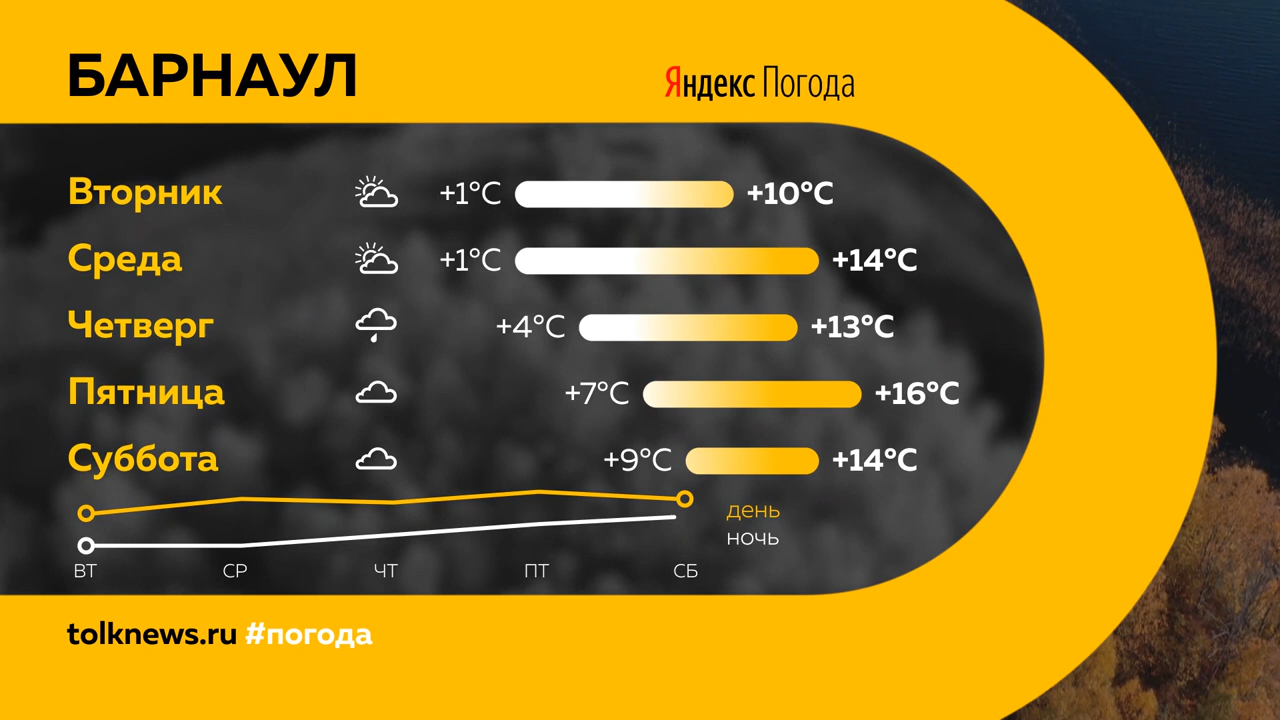 БАРНАУЛ
Яндекс Погода
Вторник +1°C +10°C
Среда +1°C +14°C
Четверг +4°C +13°C
Пятница +7°C +16°C
Суббота +9°C +14°C
день
ночь
ВТ СР ЧТ ПТ СБ
tolknews.ru #погода